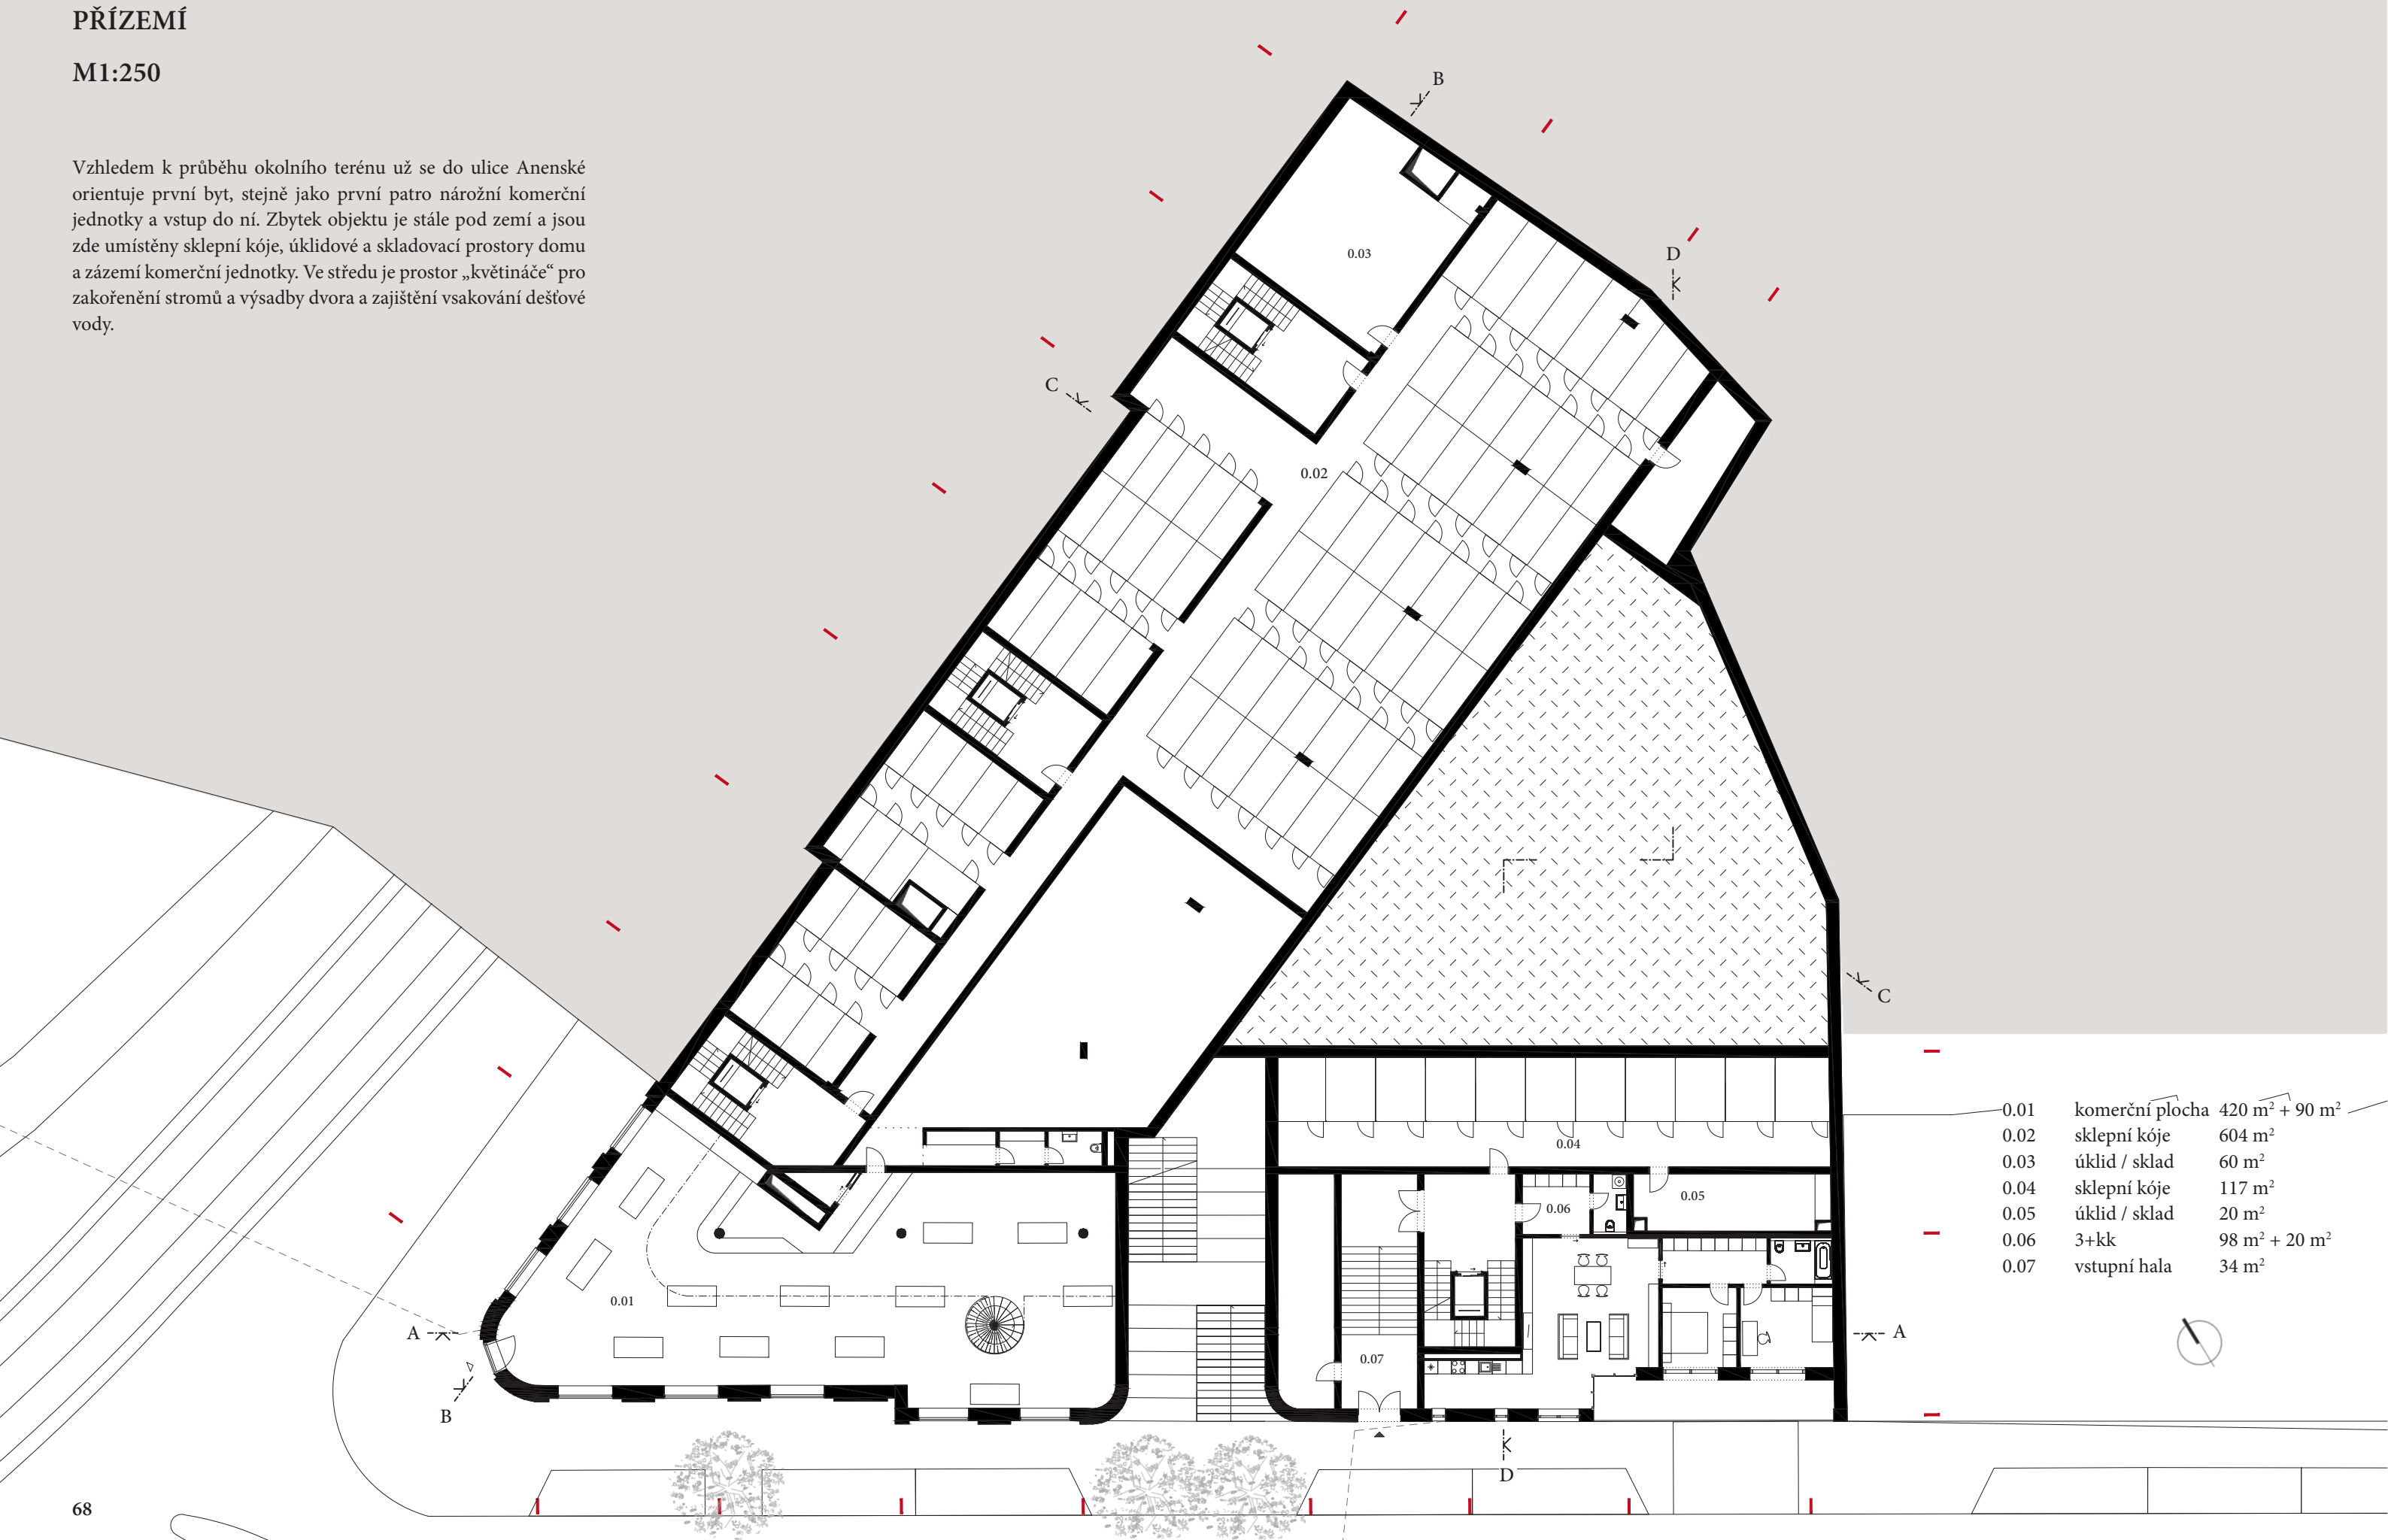 PŘÍZEMÍ
M1:250
Vzhledem k průběhu okolního terénu už se do ulice Anenské
orientuje první byt, stejně jako první patro nárožní komerční
jednotky a vstup do ní. Zbytek objektu je stále pod zemí a jsou
zde umístěny sklepní kóje, úklidové a skladovací prostory domu
a zázemí komerční jednotky. Ve středu je prostor „květináče“ pro
zakořenění stromů a výsadby dvora a zajištění vsakování dešťové
vody.
B
D
0.03
C
0.02
C
0.04
0.05
0.06
0.01
0.07
A
A
B
D
0.01 komerční plocha 420 m² + 90 m²
0.02 sklepní kóje 604 m²
0.03 úklid / sklad 60 m²
0.04 sklepní kóje 117 m²
0.05 úklid / sklad 20 m²
0.06 3+kk 98 m² + 20 m²
0.07 vstupní hala 34 m²
68